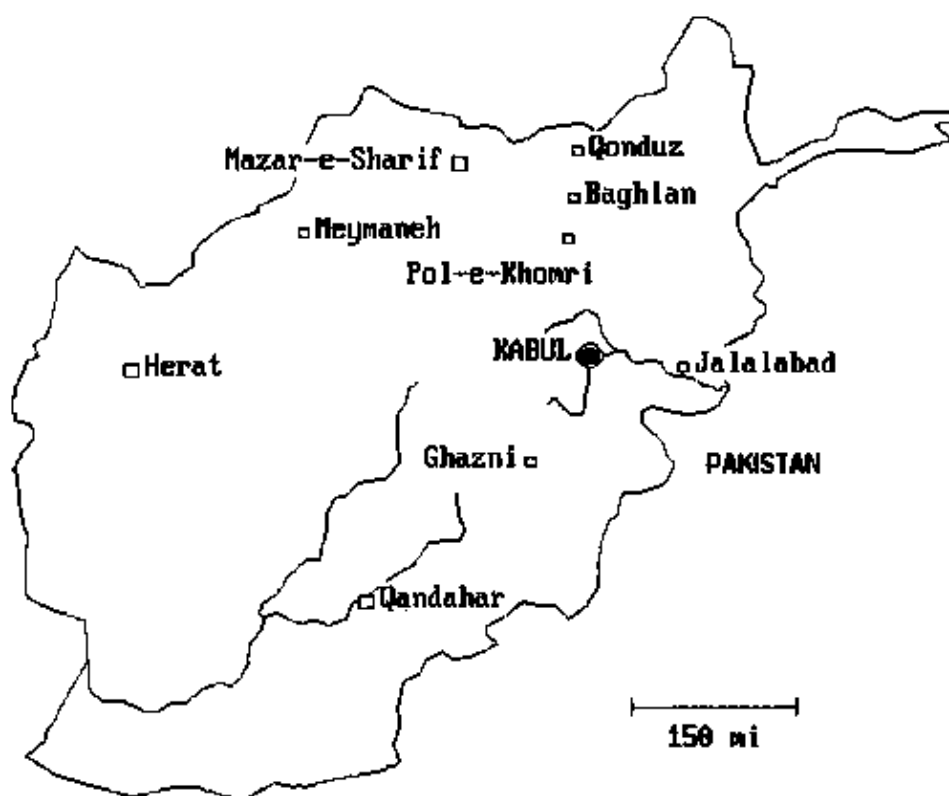 Qonduz
Mazar-e-Sharif
Baghlan
Meymaneh
Pol-e-Khomri
KABUL
Herat
Jalalabad
Ghazni
PAKISTAN
Qandahar
150 mi